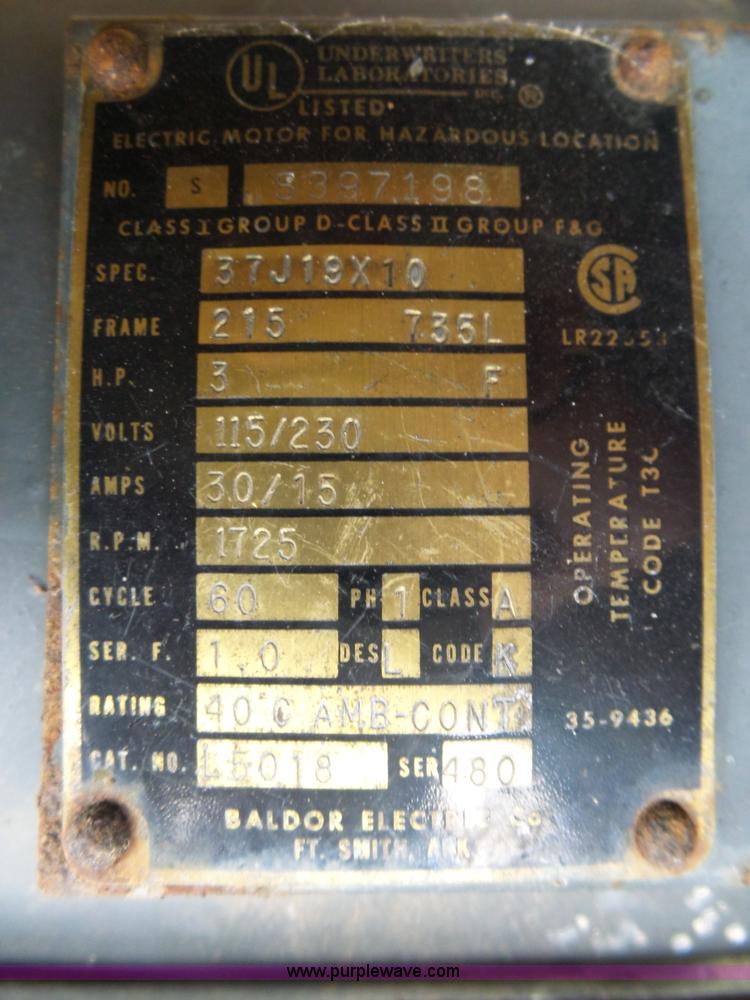 UL UNDERWRITERS'
LABORATORIES
INC. ®
LISTED
ELECTRIC MOTOR FOR HAZARDOUS LOCATION
NO. S 8397198
CLASS I GROUP D-CLASS II GROUP F&G
SPEC. 37J19X10
FRAME 215 735L
H.P. 3 F
VOLTS 115/230
AMPS 30/15
R.P.M. 1725
CYCLE 60 PH 1 CLASS A
SER. F. 1.0 DES L CODE K
RATING 40 C AMB-CONT
CAT. NO. L5018 SER 480
BALDOR ELECTRIC CO
FT. SMITH, ARK
SA
OPERATING
TEMPERATURE
CODE
35-9436
www.purplewave.com